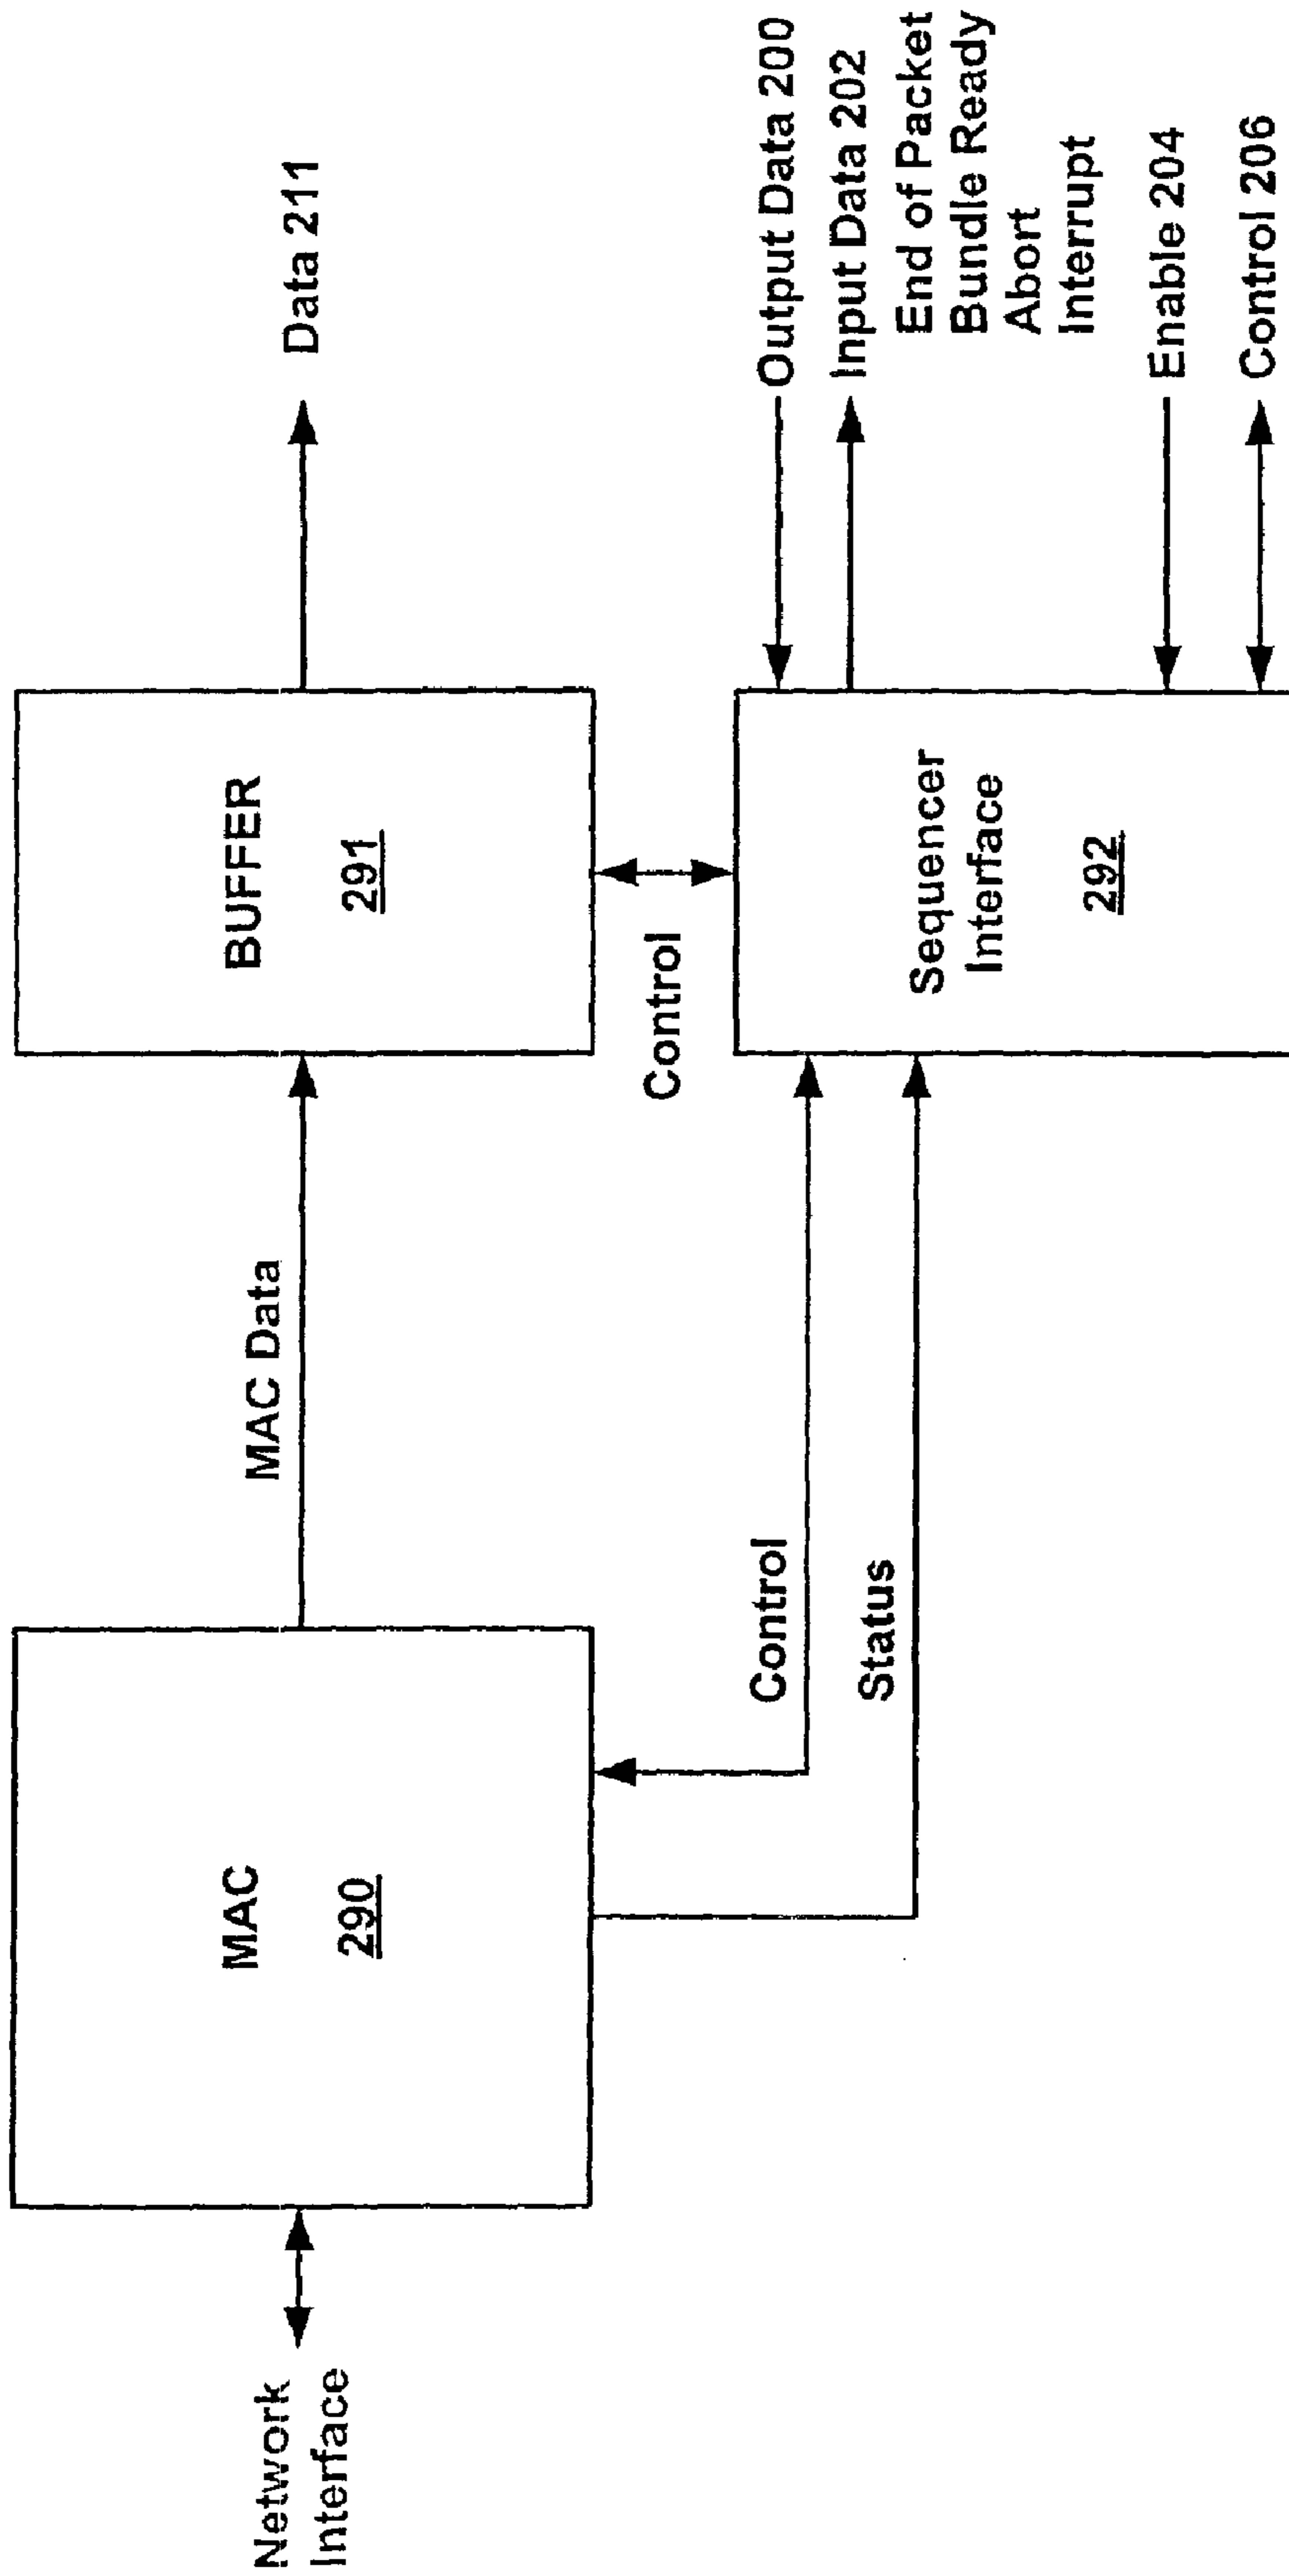 Network
Interface
MAC
290
MAC Data
BUFFER
291
Data 211
Control
Control
Status
Sequencer
Interface
292
Output Data 200
Input Data 202
End of Packet
Bundle Ready
Abort
Interrupt
Enable 204
Control 206